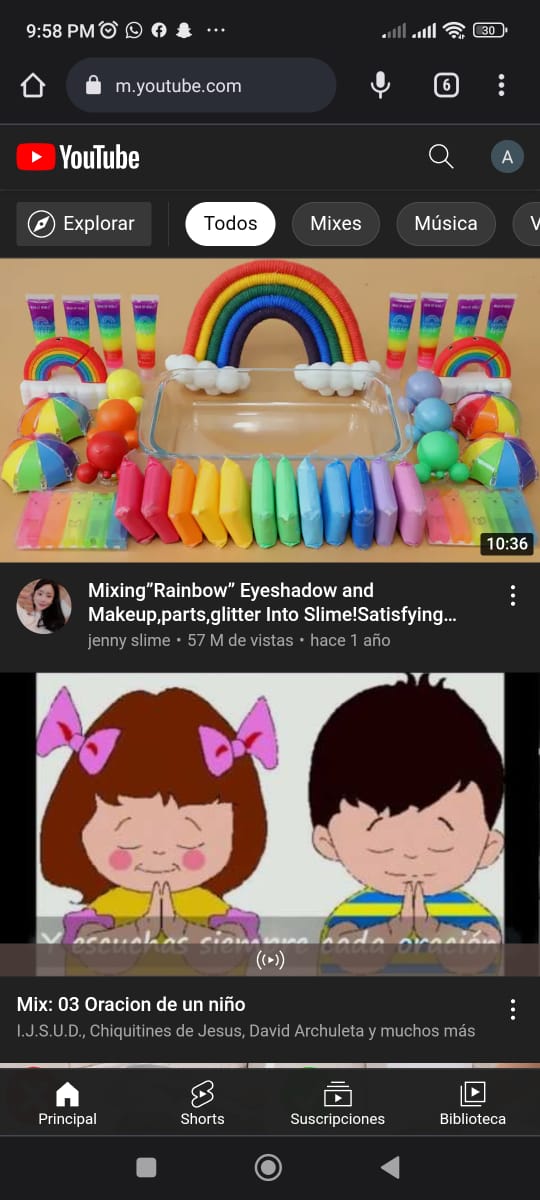 9:58 PM
30
m.youtube.com
6
YouTube
A
Explorar
Todos
Mixes
Música
V
10:36
Mixing”Rainbow” Eyeshadow and
Makeup,parts,glitter Into Slime!Satisfying...
jenny slime • 57 M de vistas • hace 1 año
Y escuchas siempre cada oración
Mix: 03 Oracion de un niño
I.J.S.U.D., Chiquitines de Jesus, David Archuleta y muchos más
Principal
Shorts
Suscripciones
Biblioteca